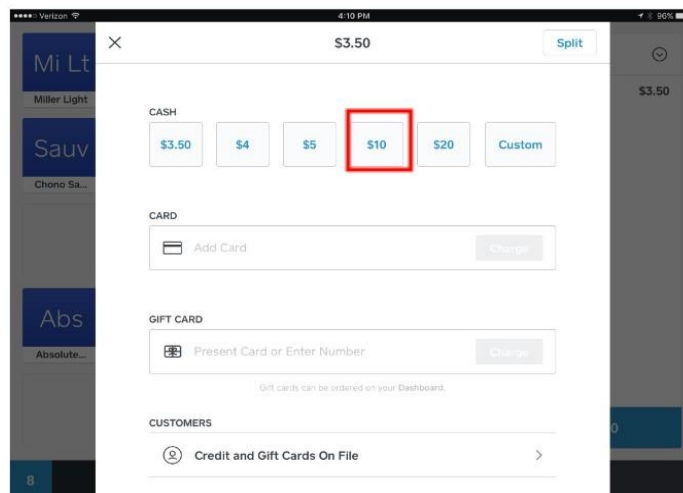 Verizon 4:10 PM 96%
$3.50 Split
Mi Lt
Miller Light
$3.50
CASH
$3.50 $4 $5 $10 $20 Custom
Sauv
Chono Sa...
CARD
Add Card Charge
Abs
Absolute...
GIFT CARD
Present Card or Enter Number Charge
Gift cards can be ordered on your Dashboard.
CUSTOMERS
Credit and Gift Cards On File
0
8